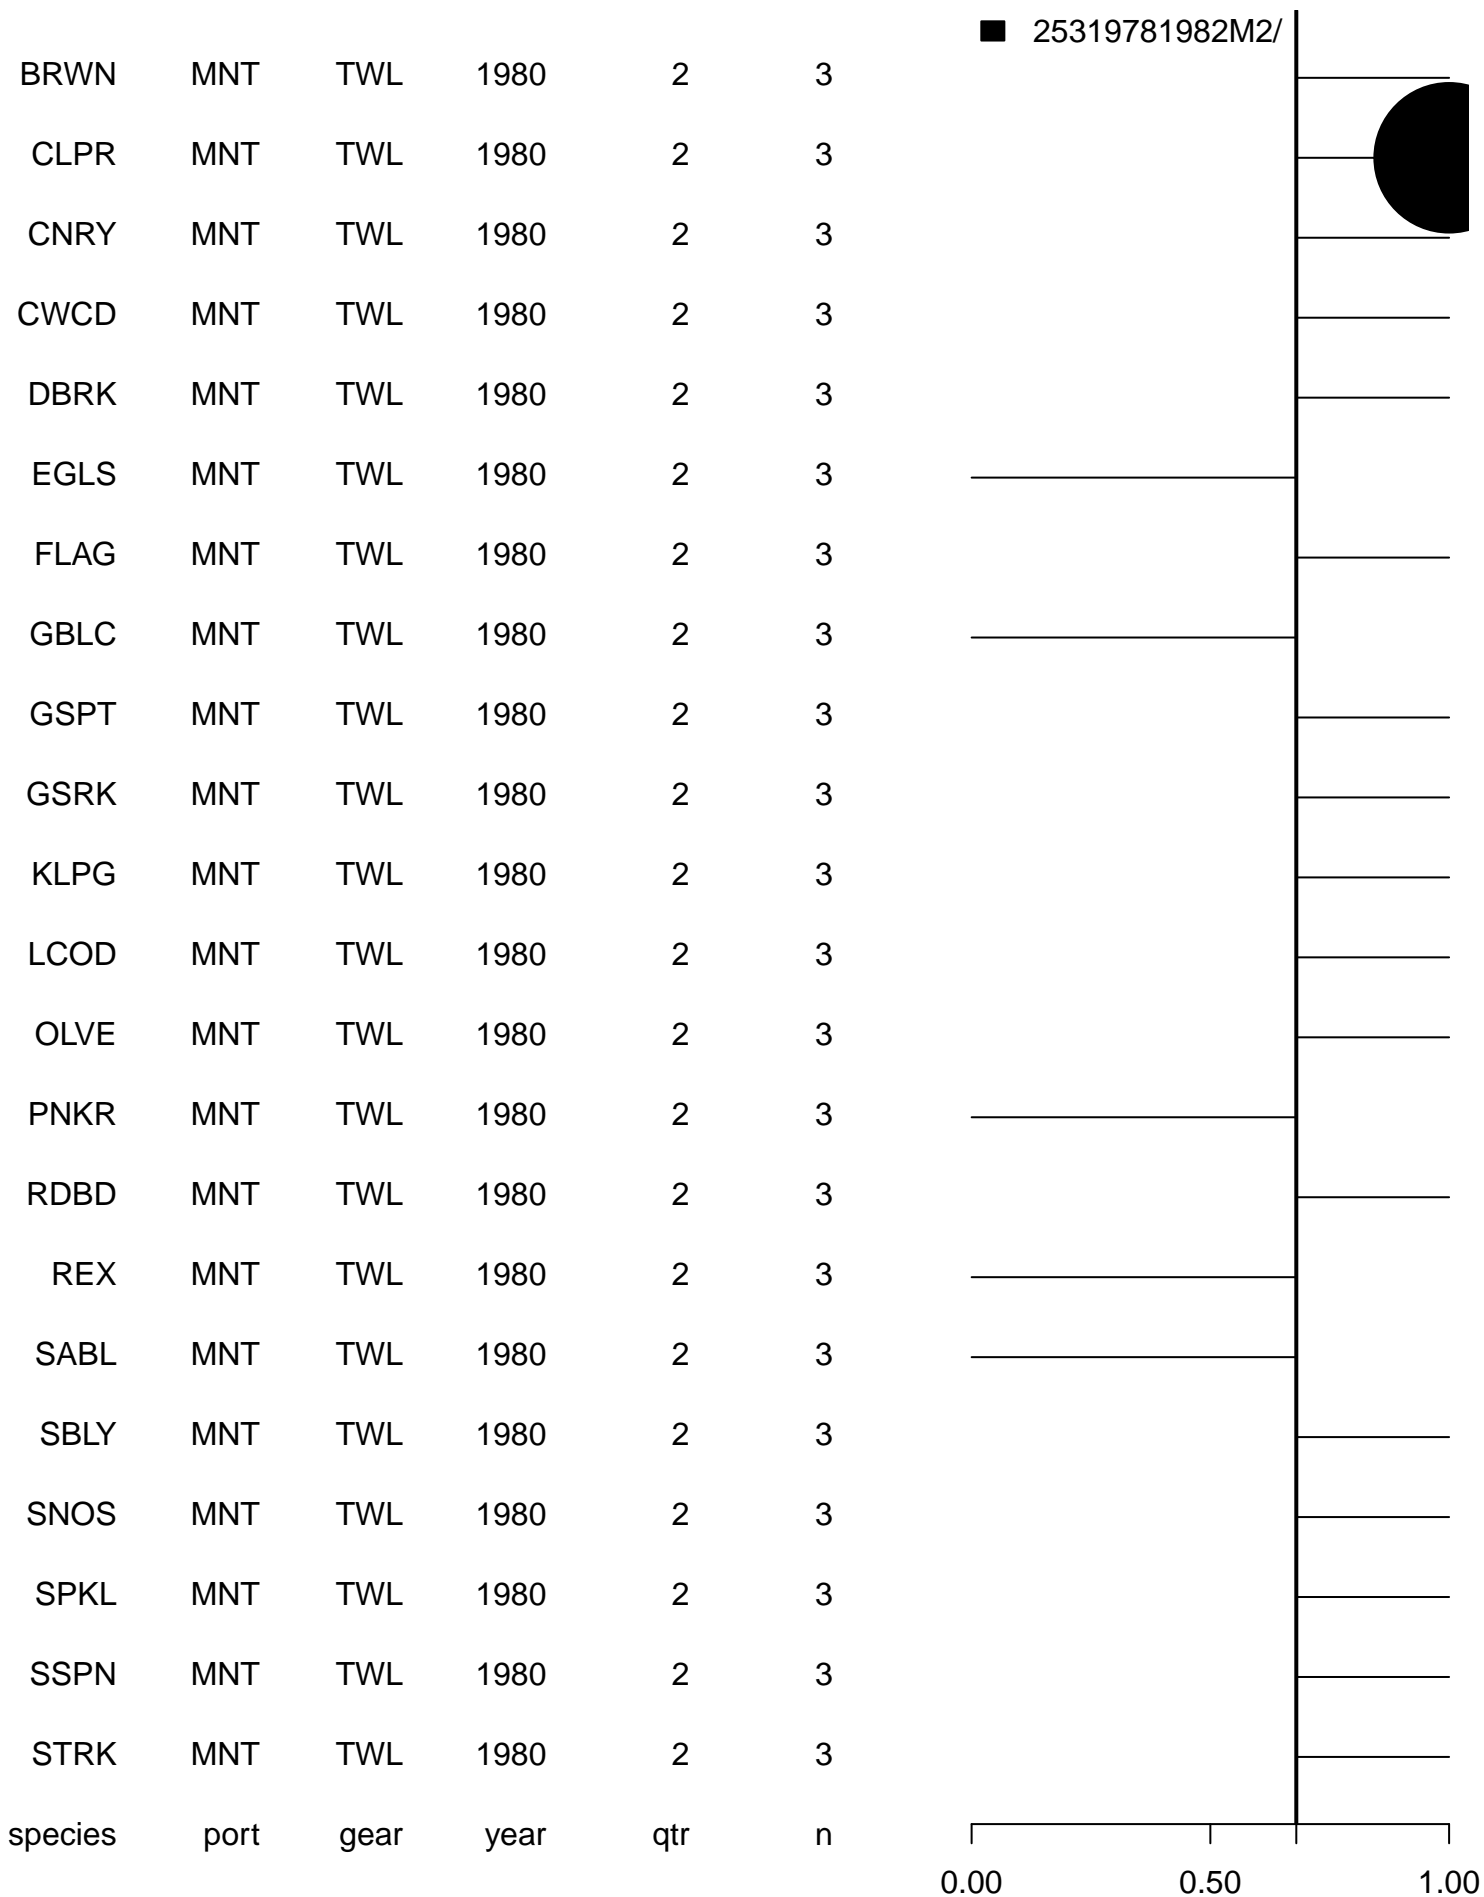 25319781982M2/
BRWN MNT TWL 1980 2 3
CLPR MNT TWL 1980 2 3
CNRY MNT TWL 1980 2 3
CWCD MNT TWL 1980 2 3
DBRK MNT TWL 1980 2 3
EGLS MNT TWL 1980 2 3
FLAG MNT TWL 1980 2 3
GBLC MNT TWL 1980 2 3
GSPT MNT TWL 1980 2 3
GSRK MNT TWL 1980 2 3
KLPG MNT TWL 1980 2 3
LCOD MNT TWL 1980 2 3
OLVE MNT TWL 1980 2 3
PNKR MNT TWL 1980 2 3
RDBD MNT TWL 1980 2 3
REX MNT TWL 1980 2 3
SABL MNT TWL 1980 2 3
SBLY MNT TWL 1980 2 3
SNOS MNT TWL 1980 2 3
SPKL MNT TWL 1980 2 3
SSPN MNT TWL 1980 2 3
STRK MNT TWL 1980 2 3
species port gear year qtr n
0.00 0.50 1.00